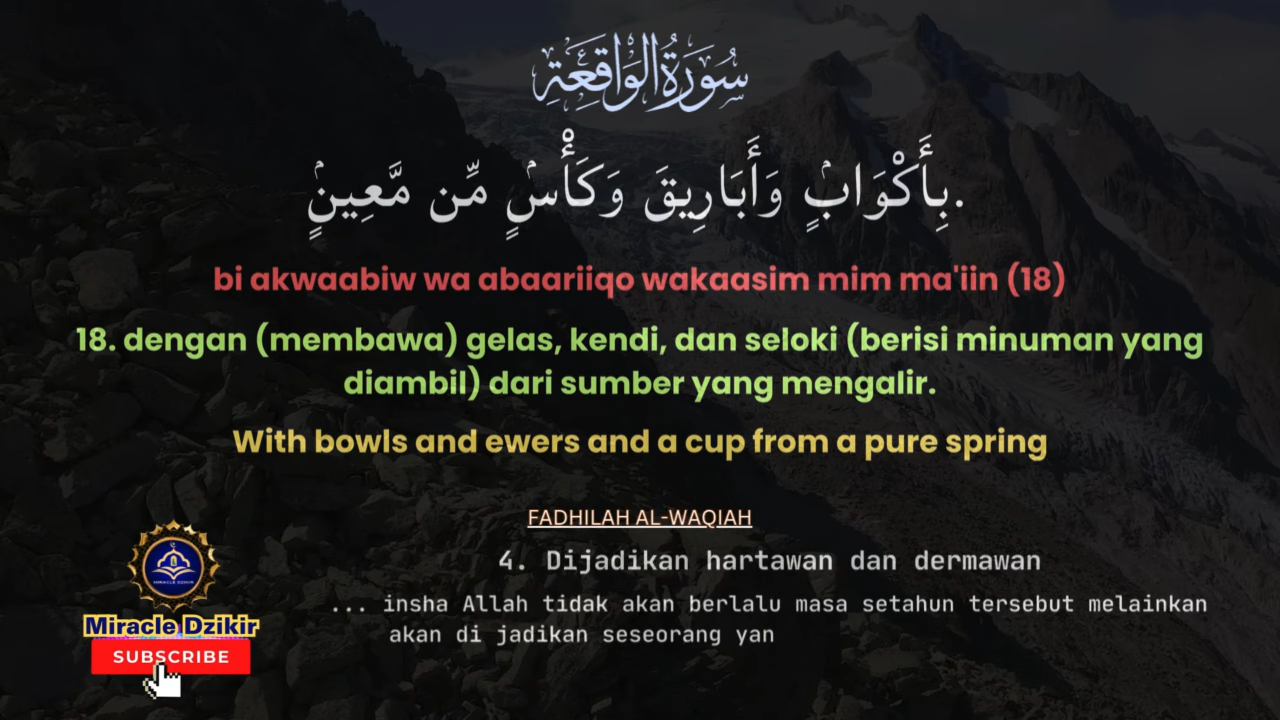 سُورَةُ الْوَاقِعَةِ
بِأَكْوَابٍۢ وَأَبَارِيقَ وَكَأْسٍۢ مِّن مَّعِينٍۢ.
bi akwaabiw wa abaariiqo wakaasim mim ma'iin (18)
18. dengan (membawa) gelas, kendi, dan seloki (berisi minuman yang
diambil) dari sumber yang mengalir.
With bowls and ewers and a cup from a pure spring
FADHILAH AL-WAQIAH
4. Dijadikan hartawan dan dermawan
... insha Allah tidak akan berlalu masa setahun tersebut melainkan
akan di jadikan seseorang yan
MIRACLE DZIKIR
Miracle Dzikir
SUBSCRIBE